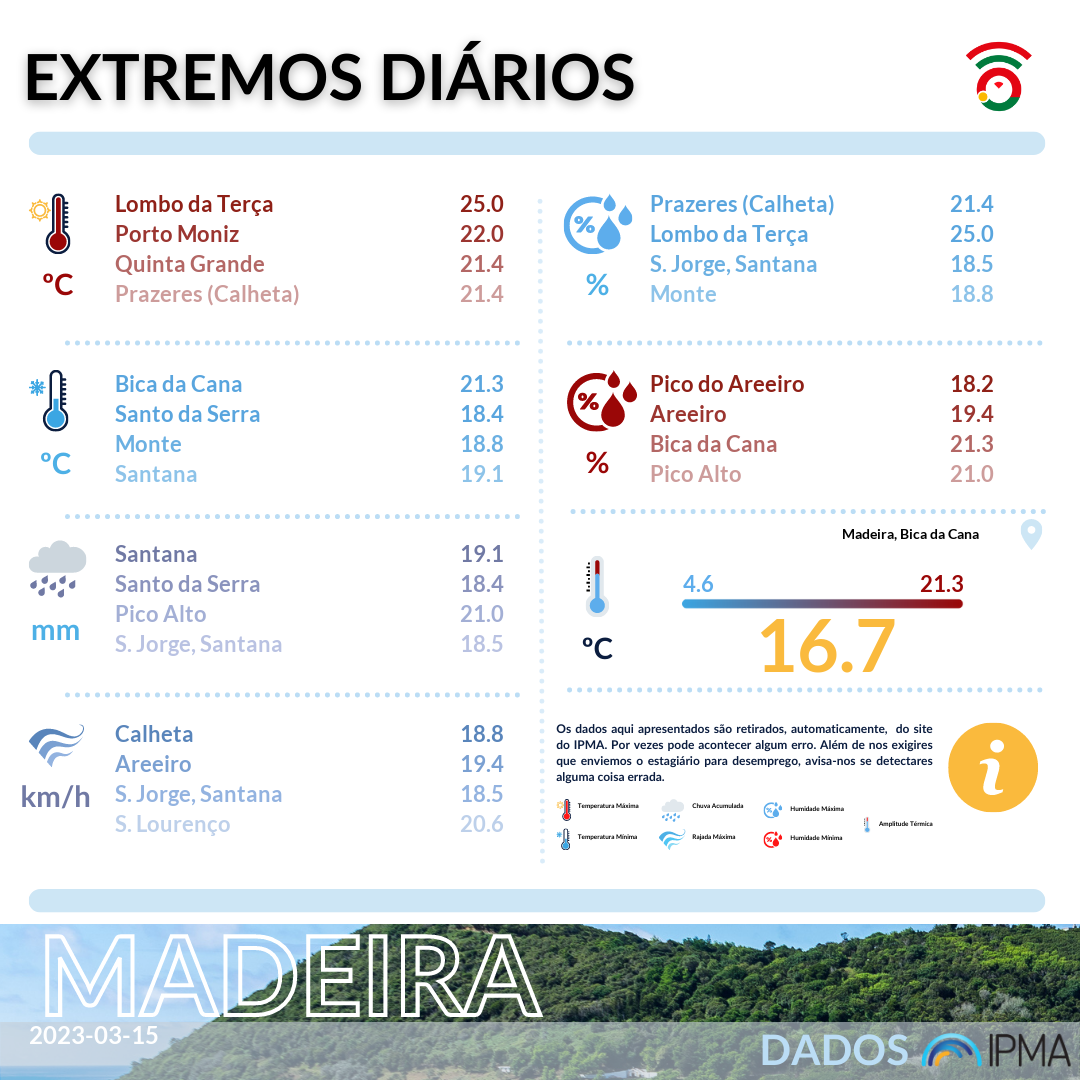 EXTREMOS DIÁRIOS
Lombo da Terça 25.0
Porto Moniz 22.0
Quinta Grande 21.4
Prazeres (Calheta) 21.4
ºC
Bica da Cana 21.3
Santo da Serra 18.4
Monte 18.8
Santana 19.1
ºC
Santana 19.1
Santo da Serra 18.4
Pico Alto 21.0
S. Jorge, Santana 18.5
mm
Calheta 18.8
Areeiro 19.4
S. Jorge, Santana 18.5
S. Lourenço 20.6
km/h
%
Prazeres (Calheta) 21.4
Lombo da Terça 25.0
S. Jorge, Santana 18.5
Monte 18.8
%
%
Pico do Areeiro 18.2
Areeiro 19.4
Bica da Cana 21.3
Pico Alto 21.0
%
Madeira, Bica da Cana
4.6 21.3
16.7
ºC
Os dados aqui apresentados são retirados, automaticamente, do site
do IPMA. Por vezes pode acontecer algum erro. Além de nos exigires
que enviemos o estagiário para desemprego, avisa-nos se detectares
alguma coisa errada.
i
Temperatura Máxima
Chuva Acumulada
Humidade Máxima
Amplitude Térmica
Temperatura Mínima
Rajada Máxima
Humidade Mínima
MADEIRA
2023-03-15
DADOS IPMA